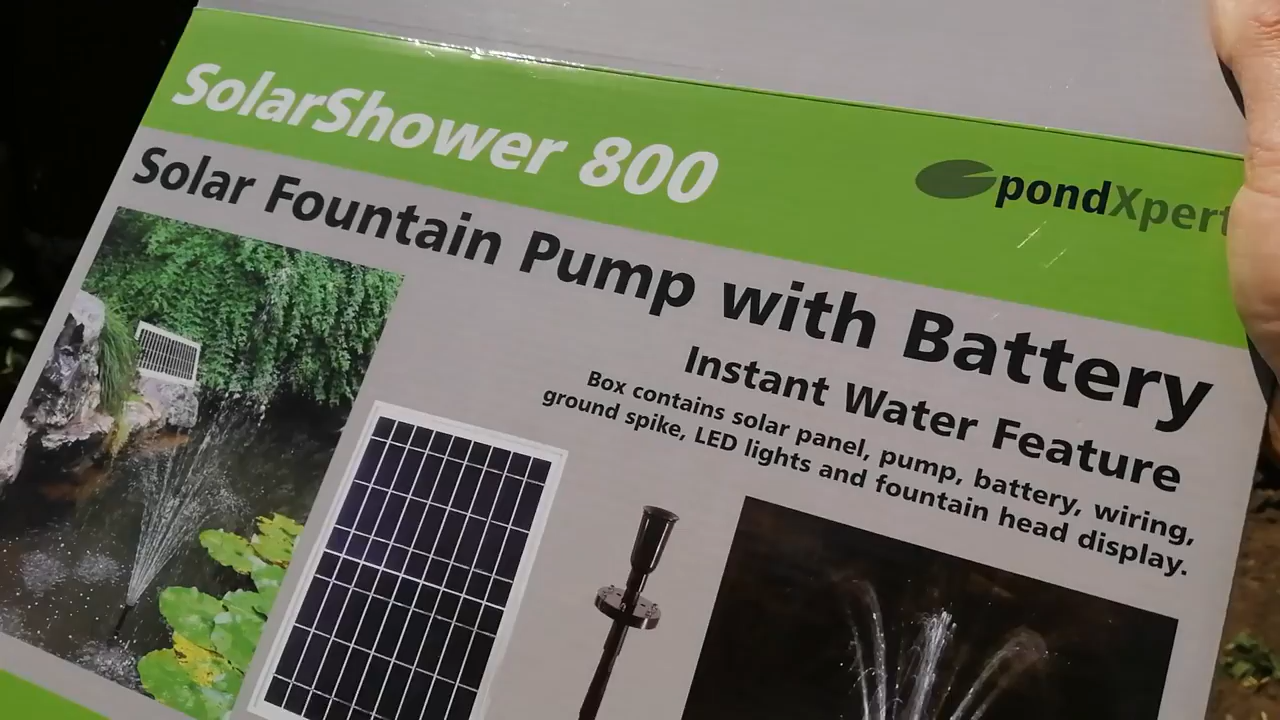 SolarShower 800
pondXpert
Solar Fountain Pump with Battery
Instant Water Feature
Box contains solar panel, pump, battery, wiring,
ground spike, LED lights and fountain head display.